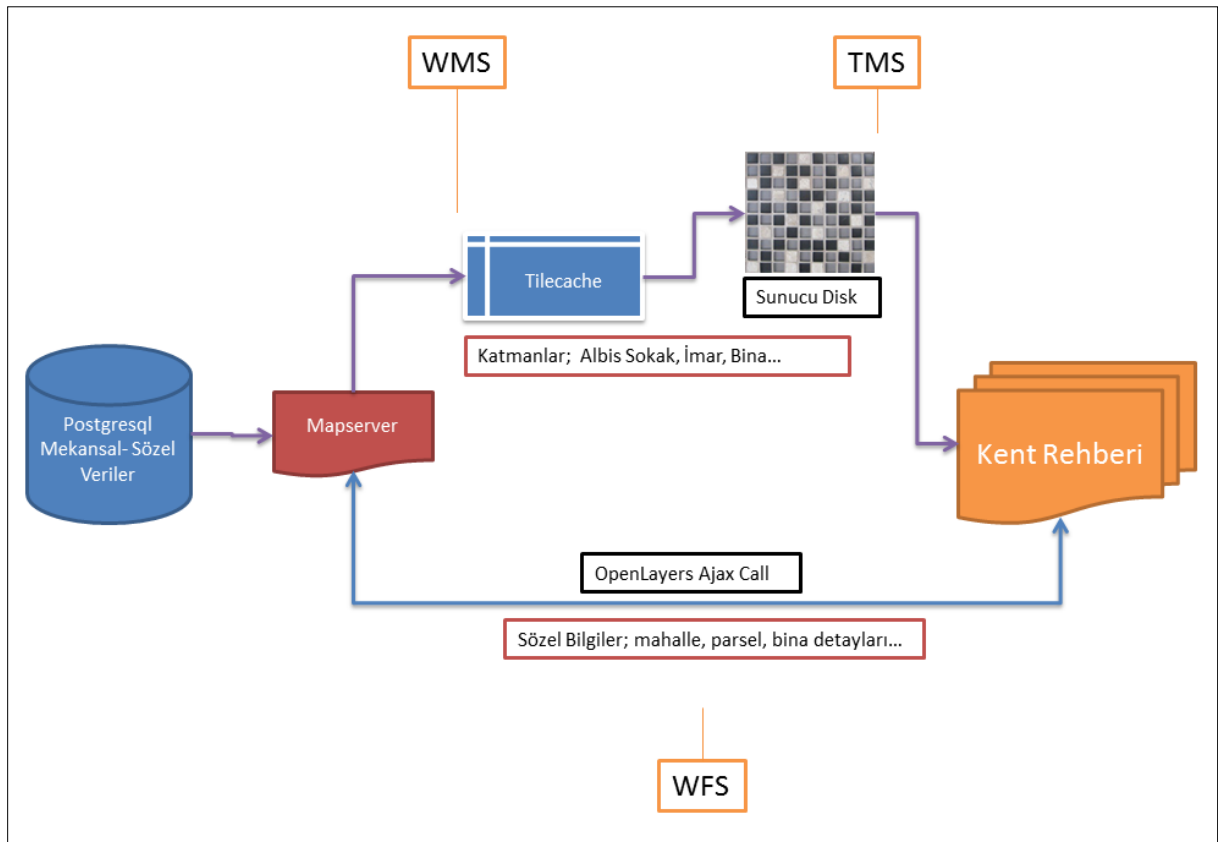 WMS
TMS
Tilecache
Sunucu Disk
Katmanlar;  Albis Sokak, İmar, Bina...
Postgresql
Mekansal- Sözel
Veriler
Mapserver
Kent Rehberi
OpenLayers Ajax Call
Sözel Bilgiler; mahalle, parsel, bina detayları...
WFS